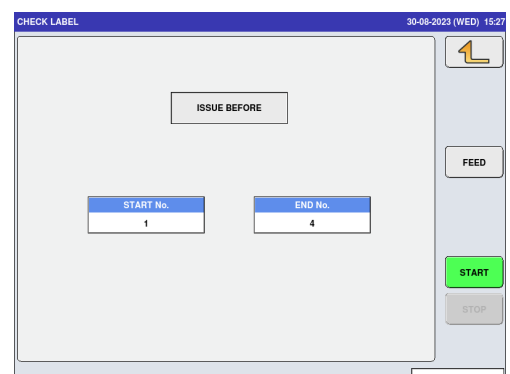 CHECK LABEL 30-08-2023 (WED) 15:27
ISSUE BEFORE
FEED
START No. END No.
1 4
START
STOP